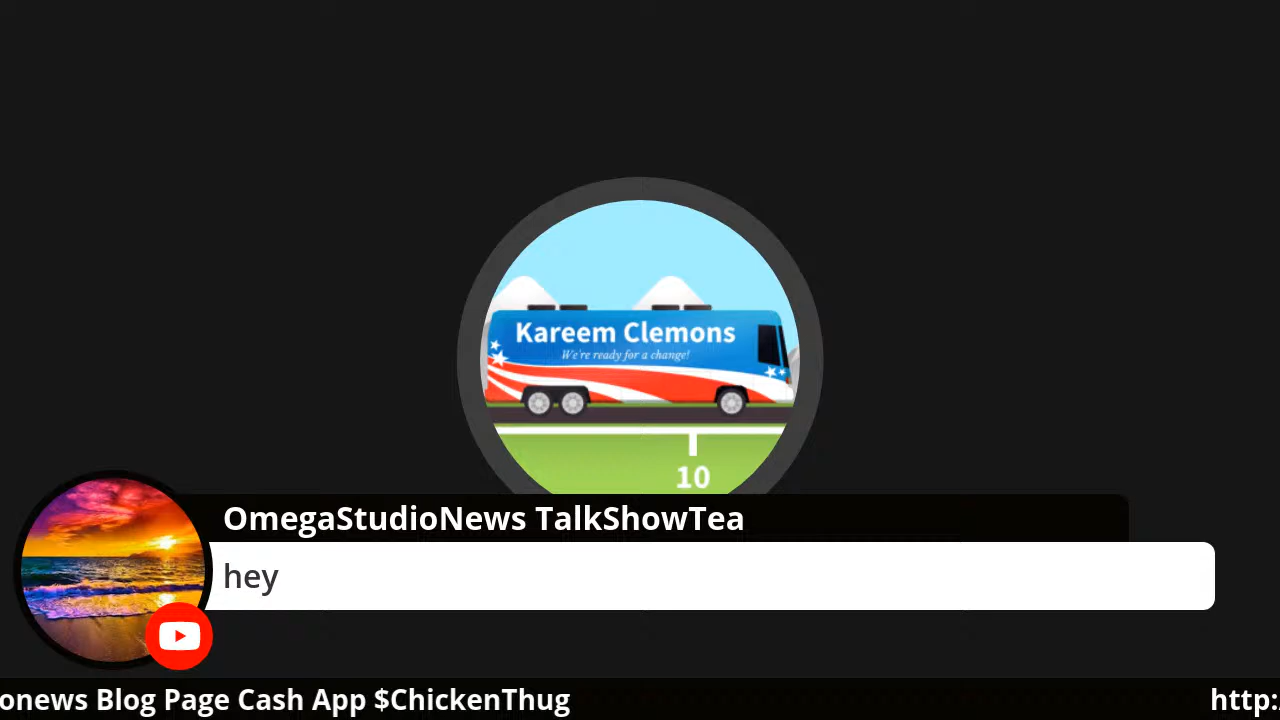 Kareem Clemons
We're ready for a change!
10
OmegaStudioNews TalkShowTea
hey
onews Blog Page Cash App $ChickenThug http: